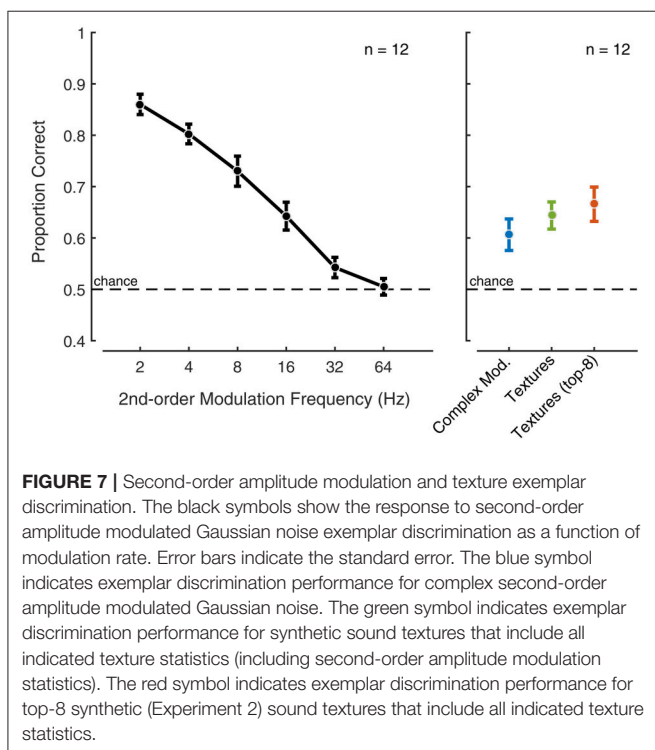 n = 12
n = 12
1
0.9
0.8
0.7
0.6
0.5
0.4
Proportion Correct
chance
chance
2 4 8 16 32 64
2nd-order Modulation Frequency (Hz)
Complex Mod.
Textures
Textures (top-8)
FIGURE 7 | Second-order amplitude modulation and texture exemplar
discrimination. The black symbols show the response to second-order
amplitude modulated Gaussian noise exemplar discrimination as a function of
modulation rate. Error bars indicate the standard error. The blue symbol
indicates exemplar discrimination performance for complex second-order
amplitude modulated Gaussian noise. The green symbol indicates exemplar
discrimination performance for synthetic sound textures that include all
indicated texture statistics (including second-order amplitude modulation
statistics). The red symbol indicates exemplar discrimination performance for
top-8 synthetic (Experiment 2) sound textures that include all indicated texture
statistics.